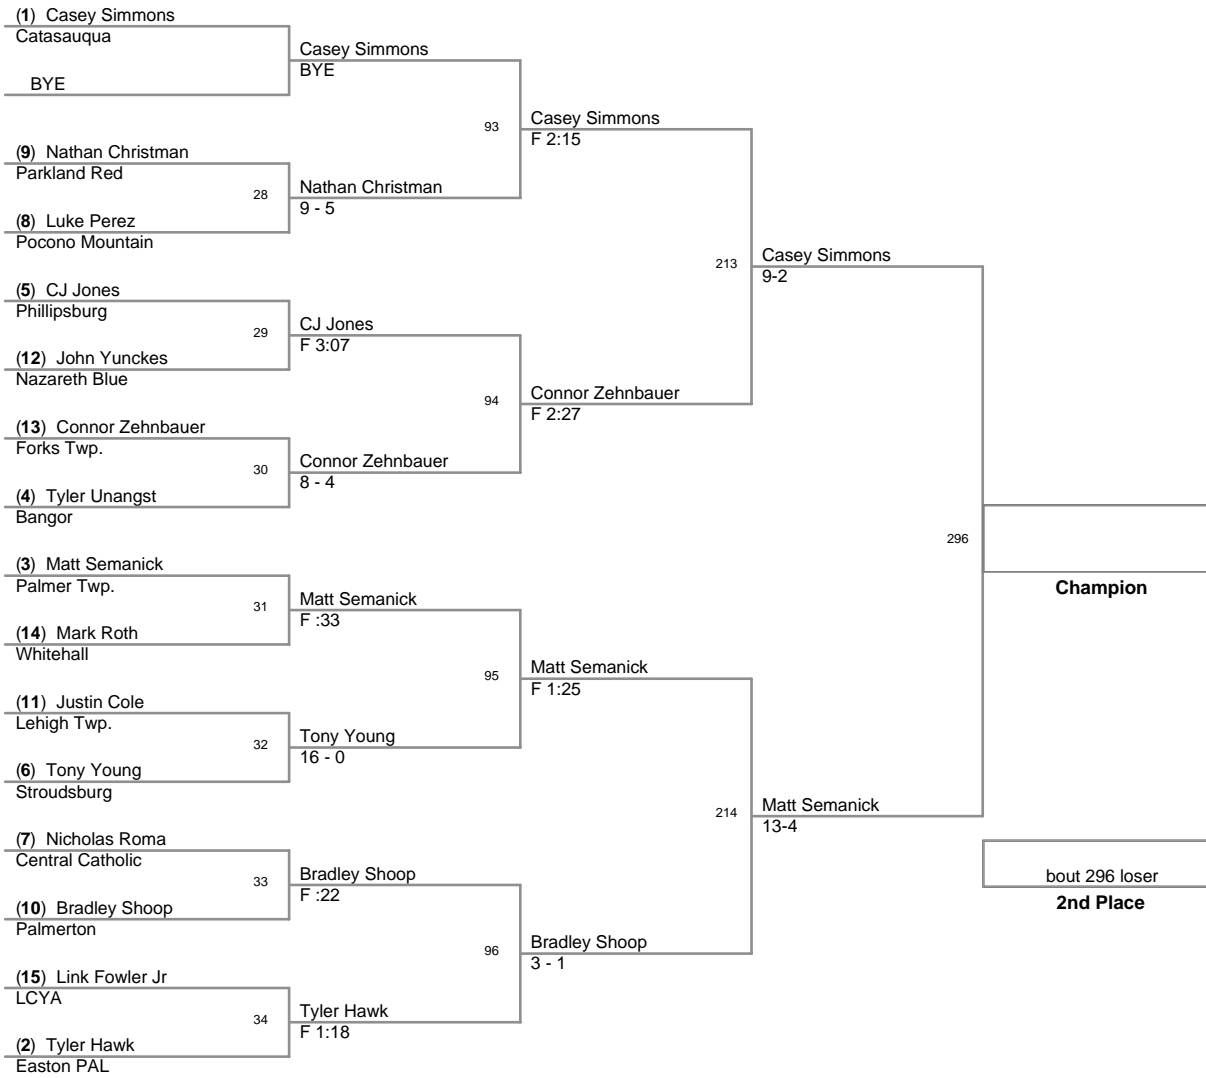 (1) Casey Simmons
Catasauqua
Casey Simmons
BYE
BYE
93
Casey Simmons
F 2:15
(9) Nathan Christman
Parkland Red
28
Nathan Christman
9 - 5
(8) Luke Perez
Pocono Mountain
213
Casey Simmons
9-2
(5) CJ Jones
Phillipsburg
29
CJ Jones
F 3:07
(12) John Yunckes
Nazareth Blue
94
Connor Zehnbauer
F 2:27
(13) Connor Zehnbauer
Forks Twp.
30
Connor Zehnbauer
8 - 4
(4) Tyler Unangst
Bangor
296
Champion
(3) Matt Semanick
Palmer Twp.
31
Matt Semanick
F :33
(14) Mark Roth
Whitehall
95
Matt Semanick
F 1:25
(11) Justin Cole
Lehigh Twp.
32
Tony Young
16 - 0
(6) Tony Young
Stroudsburg
214
Matt Semanick
13-4
(7) Nicholas Roma
Central Catholic
33
Bradley Shoop
F :22
(10) Bradley Shoop
Palmerton
bout 296 loser
2nd Place
96
Bradley Shoop
3 - 1
(15) Link Fowler Jr
LCYA
34
Tyler Hawk
F 1:18
(2) Tyler Hawk
Easton PAL